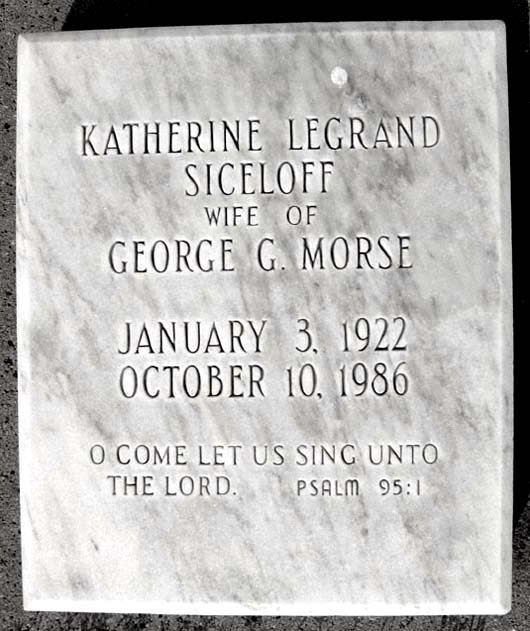 KATHERINE LEGRAND
SICELOFF
WIFE OF
GEORGE G. MORSE
JANUARY 3, 1922
OCTOBER 10, 1986
O COME LET US SING UNTO
THE LORD. PSALM 95:1